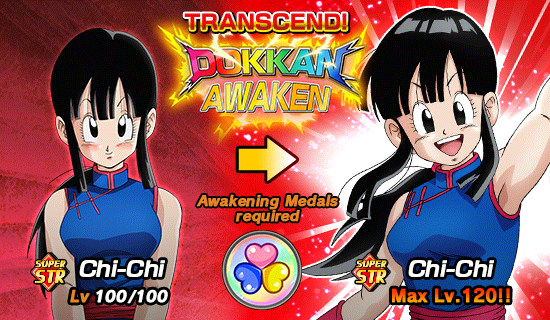 TRANSCEND!
DOKKAN
AWAKEN
Awakening Medals
required
SUPER
STR
Chi-Chi
Lv 100/100
SUPER
STR
Chi-Chi
Max Lv.120!!